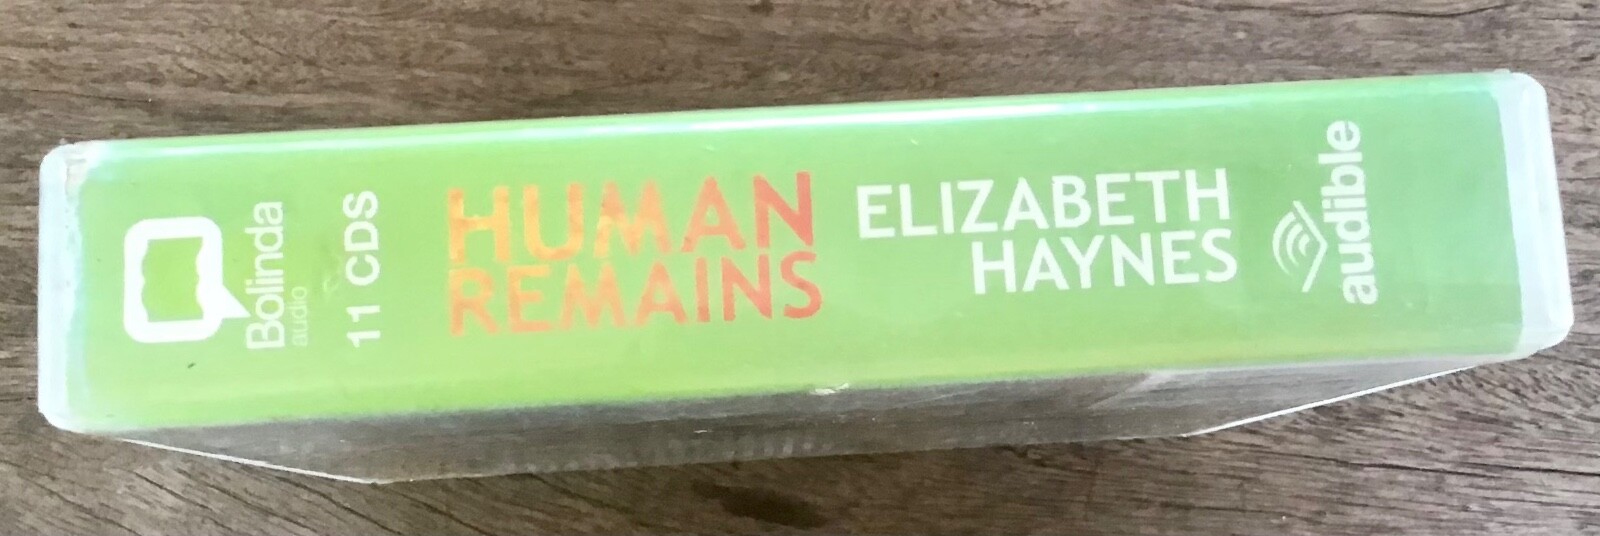 Bolinda
audio
11 CDS
HUMAN
REMAINS
ELIZABETH
HAYNES
audible